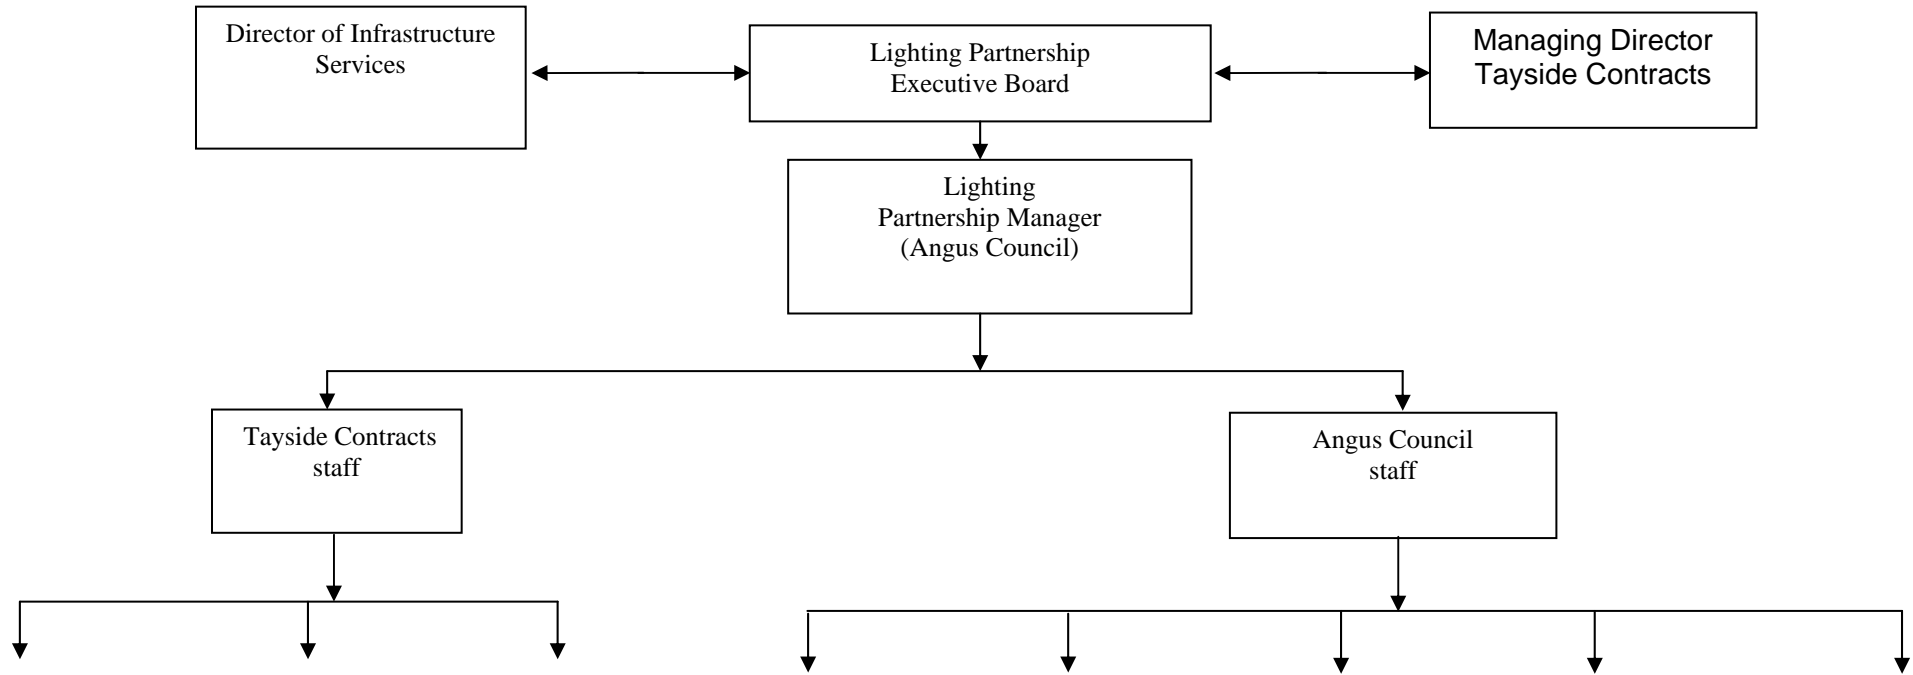 Director of Infrastructure
Services
Lighting Partnership
Executive Board
Managing Director
Tayside Contracts
Lighting
Partnership Manager
(Angus Council)
Tayside Contracts
staff
Angus Council
staff